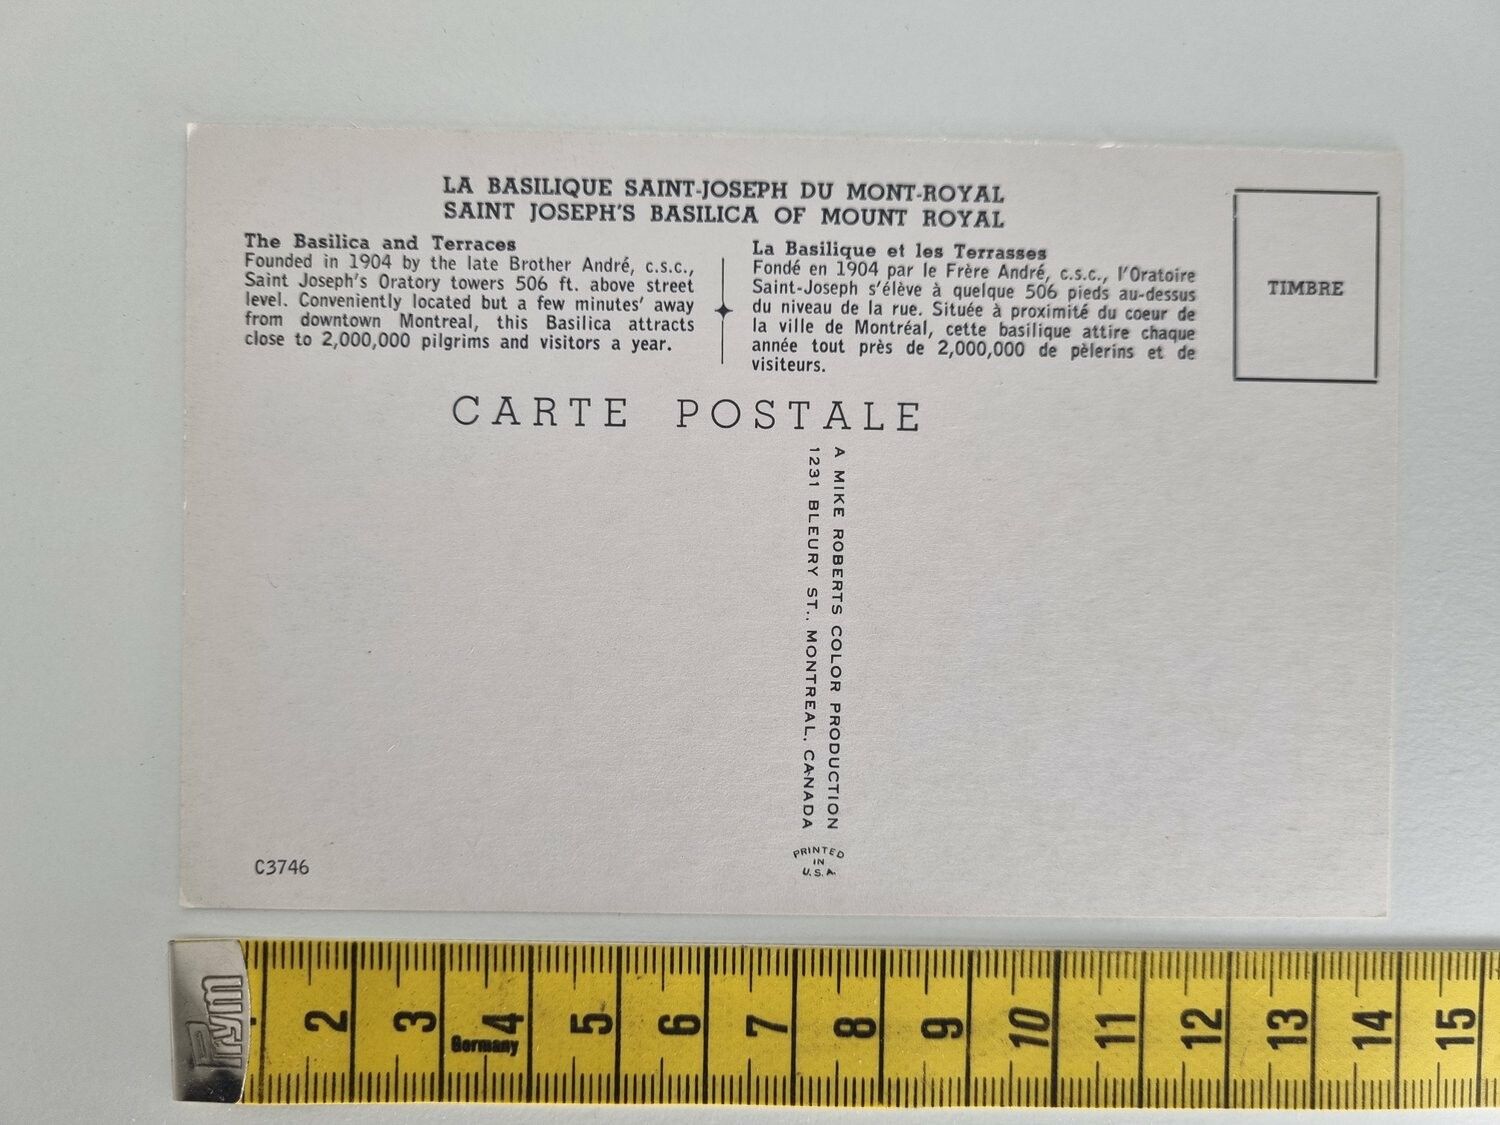 LA BASILIQUE SAINT-JOSEPH DU MONT-ROYAL
SAINT JOSEPH'S BASILICA OF MOUNT ROYAL
The Basilica and Terraces
Founded in 1904 by the late Brother André, c.s.c.,
Saint Joseph's Oratory towers 506 ft. above street
level. Conveniently located but a few minutes' away
from downtown Montreal, this Basilica attracts
close to 2,000,000 pilgrims and visitors a year.
La Basilique et les Terrasses
Fondé en 1904 par le Frère André, c.s.c., l'Oratoire
Saint-Joseph s'élève à quelque 506 pieds au-dessus
du niveau de la rue. Située à proximité du coeur de
la ville de Montréal, cette basilique attire chaque
année tout près de 2,000,000 de pèlerins et de
visiteurs.
TIMBRE
CARTE POSTALE
A MIKE ROBERTS COLOR PRODUCTION
1231 BLEURY ST., MONTREAL, CANADA
PRINTED
IN
U.S.A.
C3746
Prym
2 3 4 5 6 7 8 9 10 11 12 13 14 15
Germany